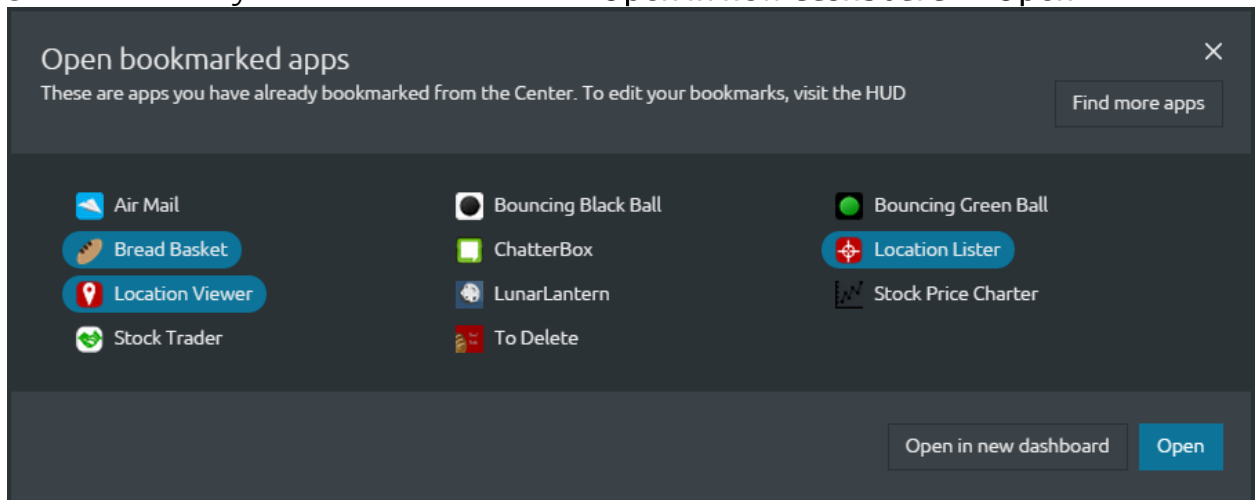 Open bookmarked apps
These are apps you have already bookmarked from the Center. To edit your bookmarks, visit the HUD
Find more apps
Air Mail
Bouncing Black Ball
Bouncing Green Ball
Bread Basket
ChatterBox
Location Lister
Location Viewer
LunarLantern
Stock Price Charter
Stock Trader
To Delete
Open in new dashboard
Open